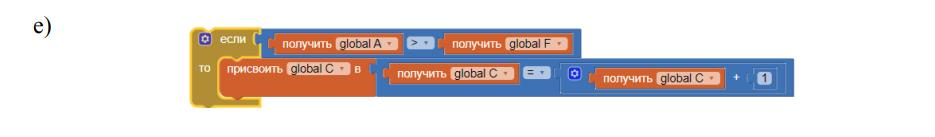 е)
если получить global A > получить global F
то присвоить global C в получить global C = получить global C + 1